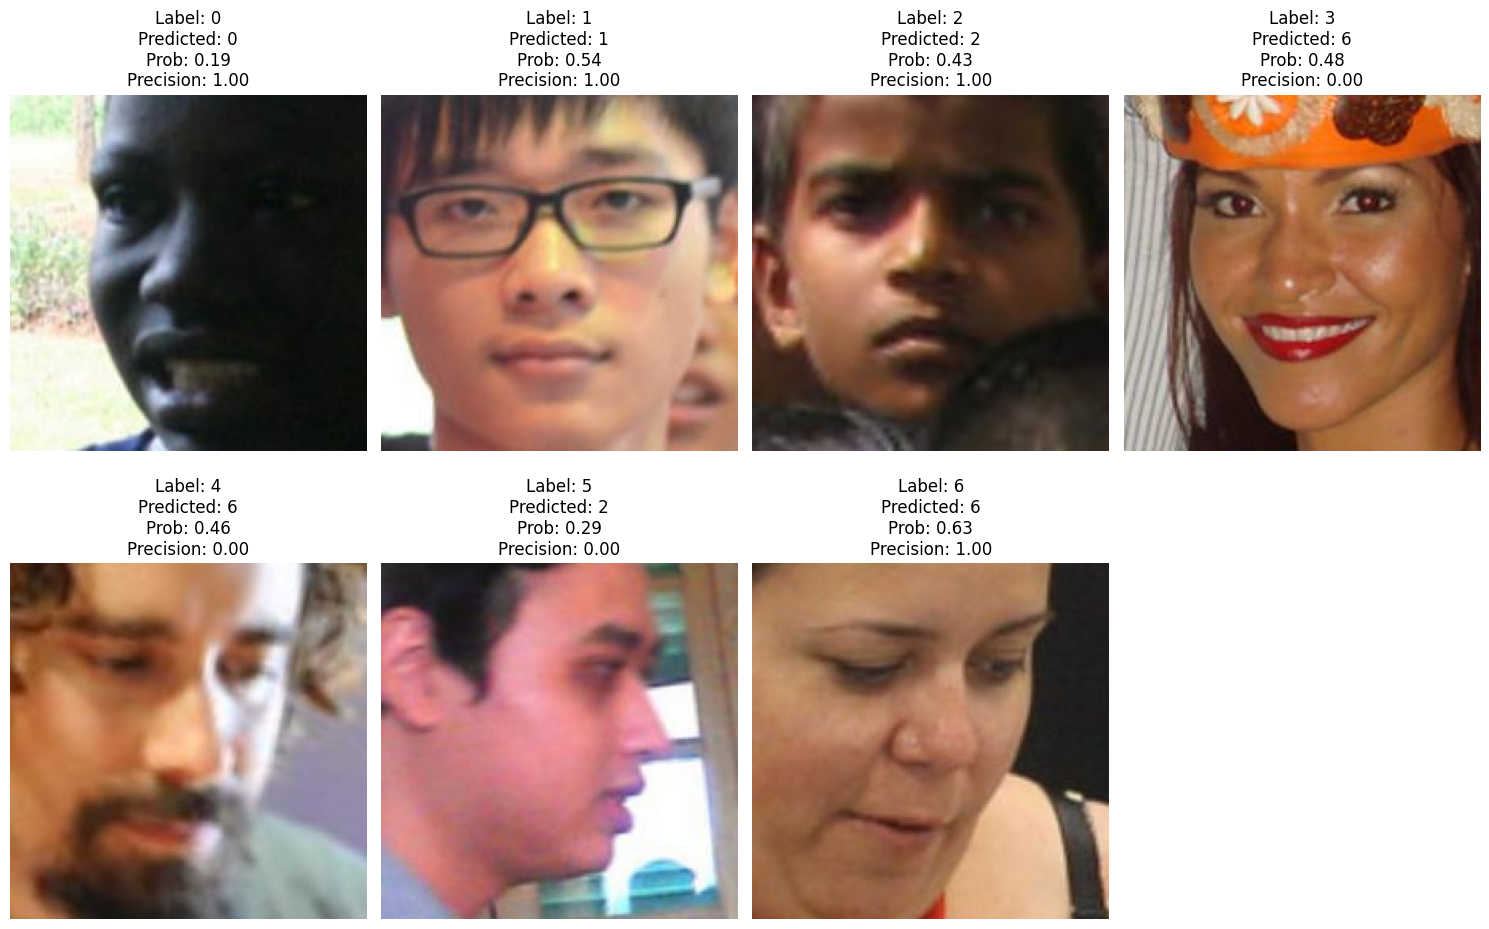 Label: 0
Predicted: 0
Prob: 0.19
Precision: 1.00
Label: 1
Predicted: 1
Prob: 0.54
Precision: 1.00
Label: 2
Predicted: 2
Prob: 0.43
Precision: 1.00
Label: 3
Predicted: 6
Prob: 0.48
Precision: 0.00
Label: 4
Predicted: 6
Prob: 0.46
Precision: 0.00
Label: 5
Predicted: 2
Prob: 0.29
Precision: 0.00
Label: 6
Predicted: 6
Prob: 0.63
Precision: 1.00